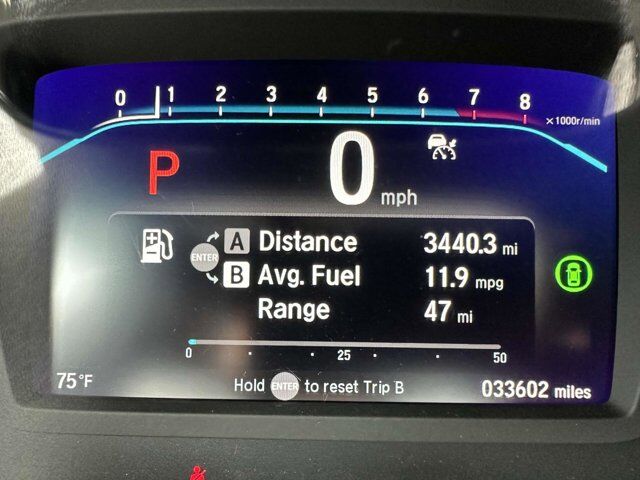 0 1 2 3 4 5 6 7 8
x1000r/min
P 0 mph
A Distance 3440.3 mi
ENTER
B Avg. Fuel 11.9 mpg
Range 47 mi
0 25 50
75°F Hold ENTER to reset Trip B 033602 miles